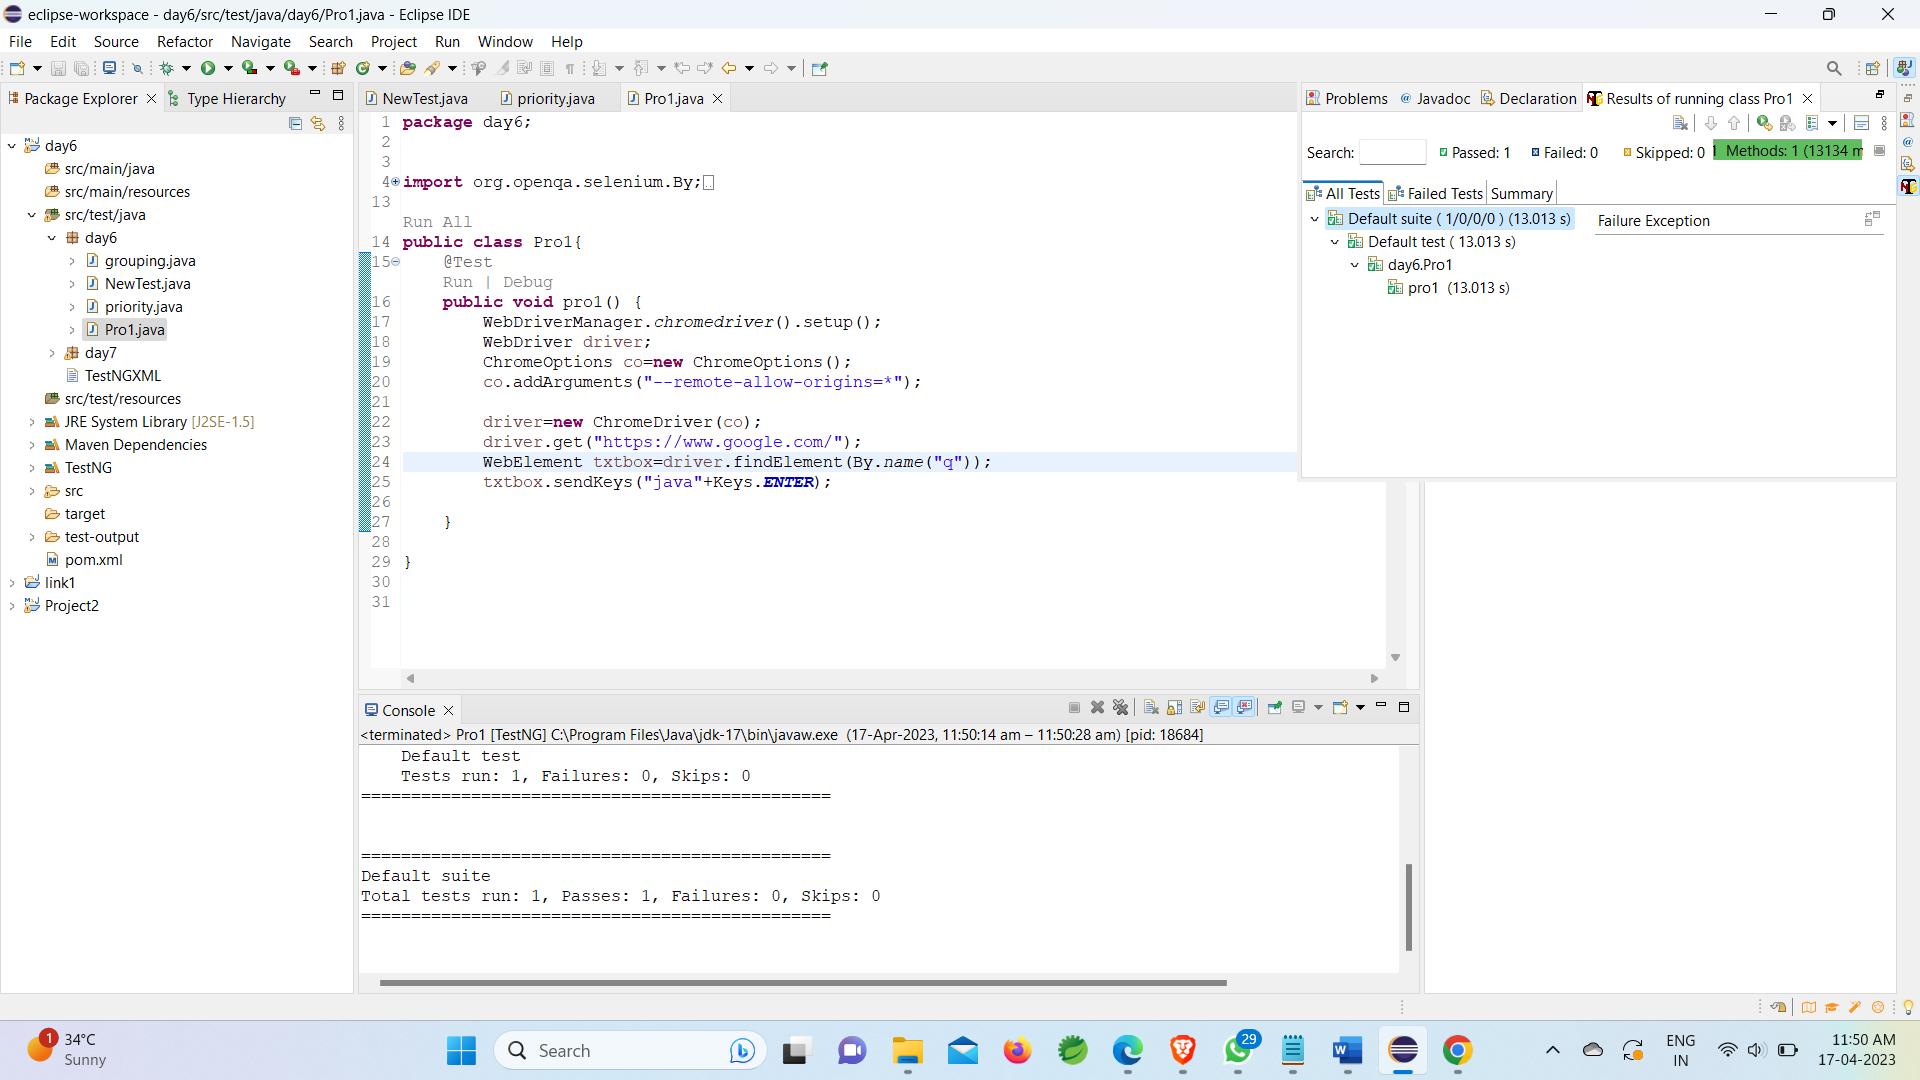 eclipse-workspace - day6/src/test/java/day6/Pro1.java - Eclipse IDE
File Edit Source Refactor Navigate Search Project Run Window Help
Package Explorer Type Hierarchy
day6
src/main/java
src/main/resources
src/test/java
day6
grouping.java
NewTest.java
priority.java
Pro1.java
day7
TestNGXML
src/test/resources
JRE System Library [J2SE-1.5]
Maven Dependencies
TestNG
src
target
test-output
pom.xml
link1
Project2
NewTest.java priority.java Pro1.java
1 package day6;
2
3
4 import org.openqa.selenium.By;
13
Run All
14 public class Pro1{
15 @Test
Run | Debug
16 public void pro1() {
17 WebDriverManager.chromedriver().setup();
18 WebDriver driver;
19 ChromeOptions co=new ChromeOptions();
20 co.addArguments("--remote-allow-origins=*");
21
22 driver=new ChromeDriver(co);
23 driver.get("https://www.google.com/");
24 WebElement txtbox=driver.findElement(By.name("q"));
25 txtbox.sendKeys("java"+Keys.ENTER);
26
27 }
28
29 }
30
31
Problems Javadoc Declaration Results of running class Pro1
Search: Passed: 1 Failed: 0 Skipped: 0 Methods: 1 (13134 m
All Tests Failed Tests Summary
Default suite ( 1/0/0/0 ) (13.013 s)
Default test ( 13.013 s)
day6.Pro1
pro1 (13.013 s)
Failure Exception
Console
<terminated> Pro1 [TestNG] C:\Program Files\Java\jdk-17\bin\javaw.exe (17-Apr-2023, 11:50:14 am – 11:50:28 am) [pid: 18684]
Default test
Tests run: 1, Failures: 0, Skips: 0
===============================================
===============================================
Default suite
Total tests run: 1, Passes: 1, Failures: 0, Skips: 0
===============================================
1
34°C
Sunny
Search
29
ENG
IN
11:50 AM
17-04-2023